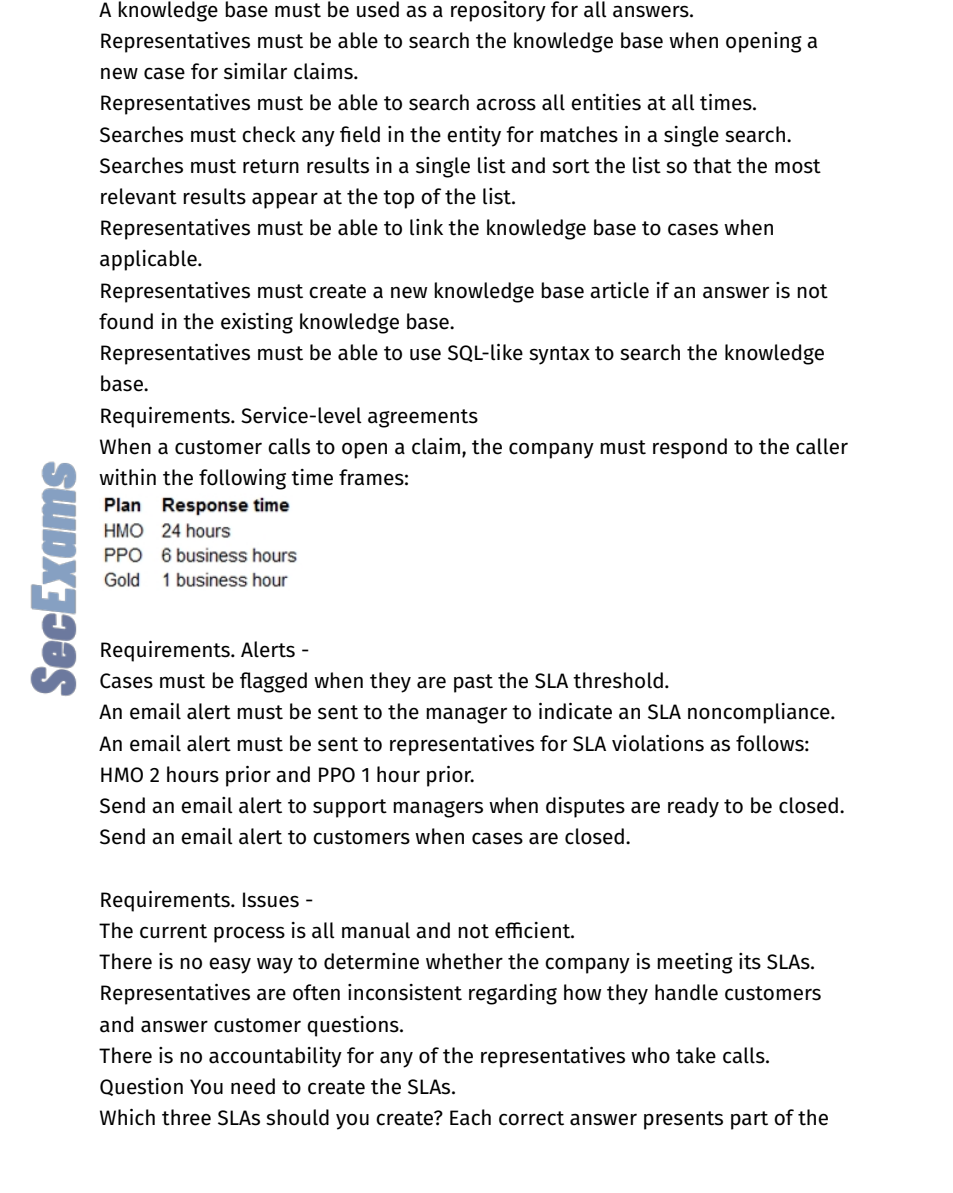 A knowledge base must be used as a repository for all answers.
Representatives must be able to search the knowledge base when opening a
new case for similar claims.
Representatives must be able to search across all entities at all times.
Searches must check any field in the entity for matches in a single search.
Searches must return results in a single list and sort the list so that the most
relevant results appear at the top of the list.
Representatives must be able to link the knowledge base to cases when
applicable.
Representatives must create a new knowledge base article if an answer is not
found in the existing knowledge base.
Representatives must be able to use SQL-like syntax to search the knowledge
base.
Requirements. Service-level agreements
When a customer calls to open a claim, the company must respond to the caller
within the following time frames:
Plan Response time
HMO 24 hours
PPO 6 business hours
Gold 1 business hour
SecExams
Requirements. Alerts -
Cases must be flagged when they are past the SLA threshold.
An email alert must be sent to the manager to indicate an SLA noncompliance.
An email alert must be sent to representatives for SLA violations as follows:
HMO 2 hours prior and PPO 1 hour prior.
Send an email alert to support managers when disputes are ready to be closed.
Send an email alert to customers when cases are closed.
Requirements. Issues -
The current process is all manual and not efficient.
There is no easy way to determine whether the company is meeting its SLAs.
Representatives are often inconsistent regarding how they handle customers
and answer customer questions.
There is no accountability for any of the representatives who take calls.
Question You need to create the SLAs.
Which three SLAs should you create? Each correct answer presents part of the